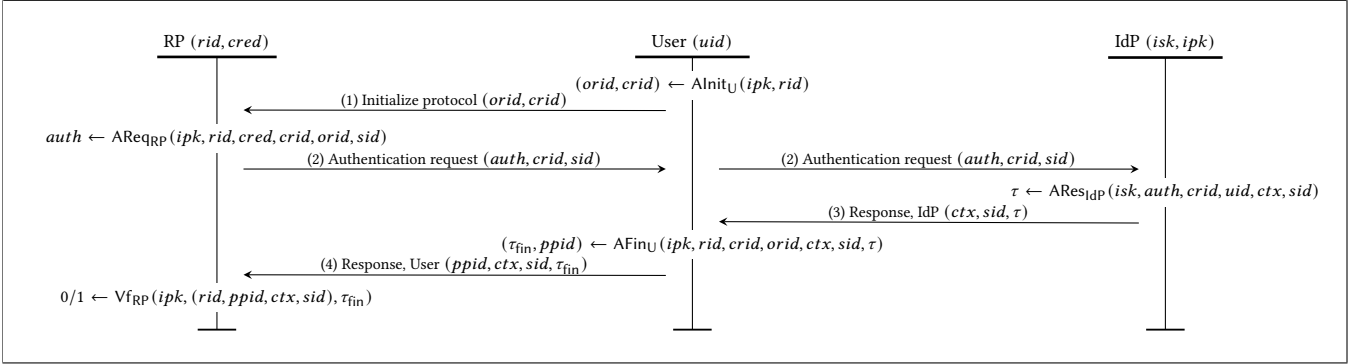 RP (rid, cred) User (uid) IdP (isk, ipk)
(orid, crid) ← AInit_U(ipk, rid)
(1) Initialize protocol (orid, crid)
auth ← AReq_RP(ipk, rid, cred, crid, orid, sid)
(2) Authentication request (auth, crid, sid) (2) Authentication request (auth, crid, sid)
τ ← ARes_IdP(isk, auth, crid, uid, ctx, sid)
(3) Response, IdP (ctx, sid, τ)
(τ_fin, ppid) ← AFin_U(ipk, rid, crid, orid, ctx, sid, τ)
(4) Response, User (ppid, ctx, sid, τ_fin)
0/1 ← Vf_RP(ipk, (rid, ppid, ctx, sid), τ_fin)